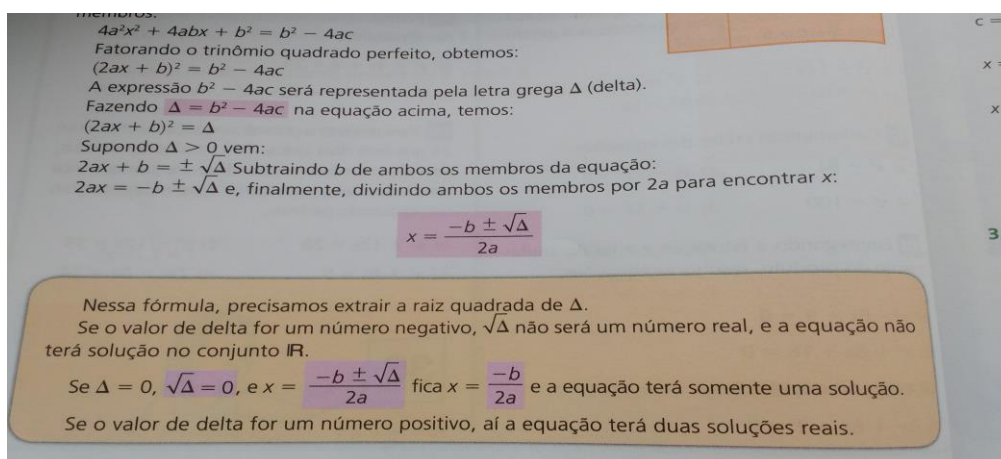 membros.
4a²x² + 4abx + b² = b² − 4ac
Fatorando o trinômio quadrado perfeito, obtemos:
(2ax + b)² = b² − 4ac
A expressão b² − 4ac será representada pela letra grega Δ (delta).
Fazendo Δ = b² − 4ac na equação acima, temos:
(2ax + b)² = Δ
Supondo Δ > 0 vem:
2ax + b = ± √Δ Subtraindo b de ambos os membros da equação:
2ax = −b ± √Δ e, finalmente, dividindo ambos os membros por 2a para encontrar x:
x = (−b ± √Δ)/2a
Nessa fórmula, precisamos extrair a raiz quadrada de Δ.
Se o valor de delta for um número negativo, √Δ não será um número real, e a equação não
terá solução no conjunto ℝ.
Se Δ = 0, √Δ = 0, e x = (−b ± √Δ)/2a fica x = −b/2a e a equação terá somente uma solução.
Se o valor de delta for um número positivo, aí a equação terá duas soluções reais.
c =
x =
x
3